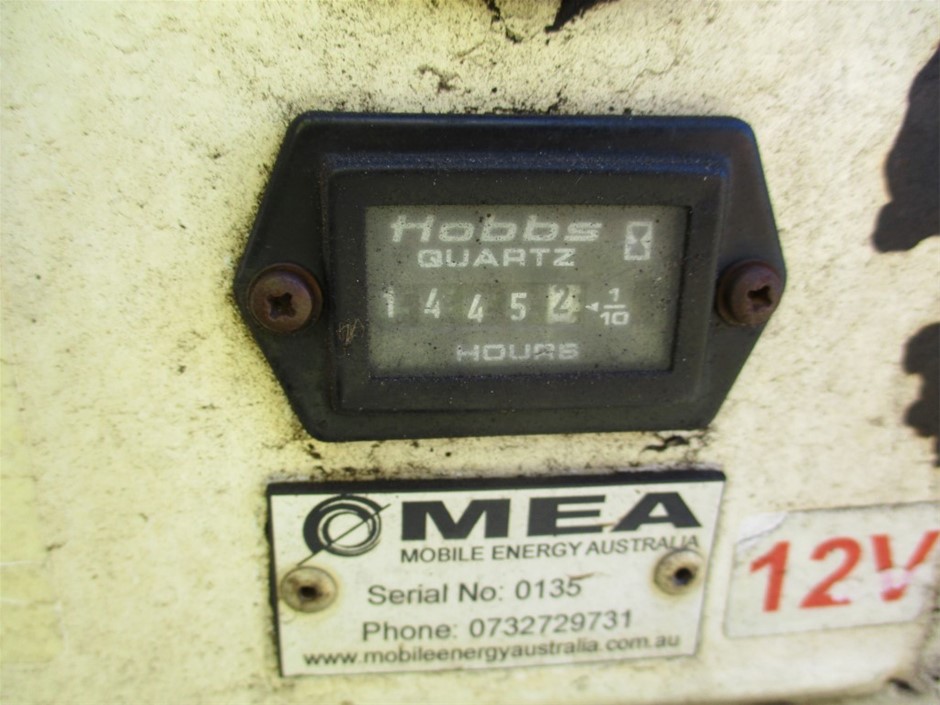 Hobbs
QUARTZ
1 4 4 5 2 1/10
HOURS
MEA
MOBILE ENERGY AUSTRALIA
Serial No: 0135
Phone: 0732729731
www.mobileenergyaustralia.com.au
12V